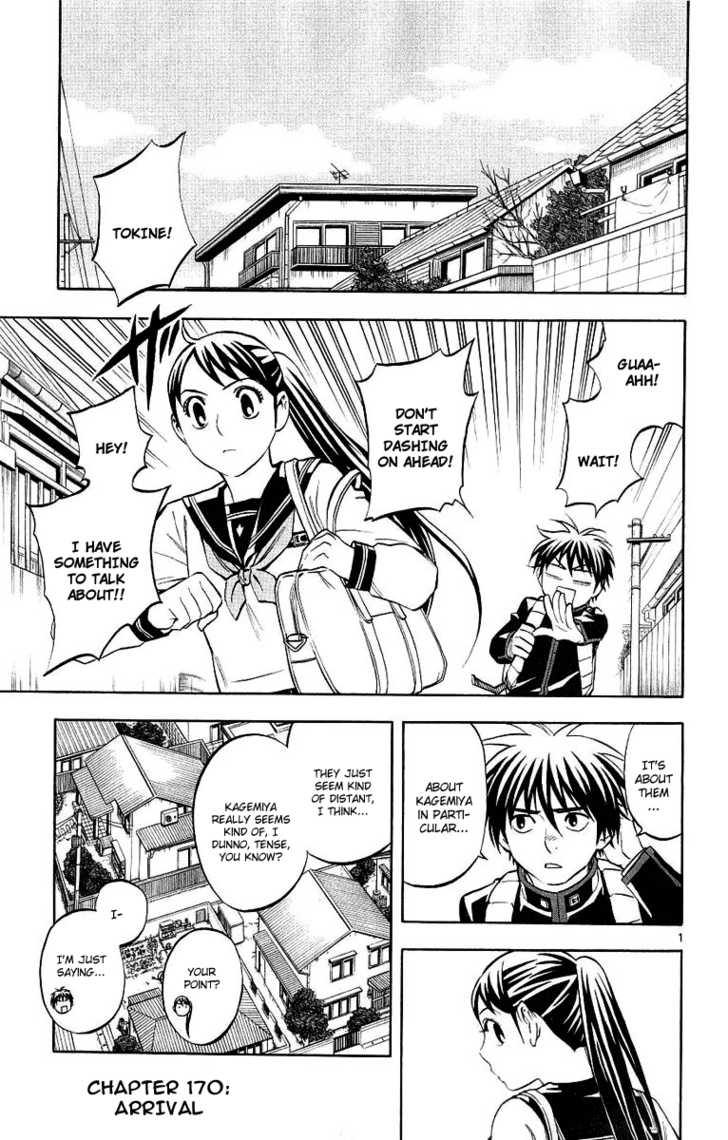 TOKINE!
GUAA-
AHH!
WAIT!
DON'T
START
DASHING
ON AHEAD!
HEY!
I HAVE
SOMETHING
TO TALK
ABOUT!!
IT'S
ABOUT
THEM
...
ABOUT
KAGEMIYA
IN PARTI-
CULAR...
1
THEY JUST
SEEM KIND
OF DISTANT,
I THINK...
KAGEMIYA
REALLY SEEMS
KIND OF, I
DUNNO, TENSE,
YOU KNOW?
YOUR
POINT?
I-
I'M JUST
SAYING...
CHAPTER 170:
ARRIVAL